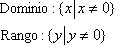 Dominio : {x|x ≠ 0}
Rango : {y|y ≠ 0}